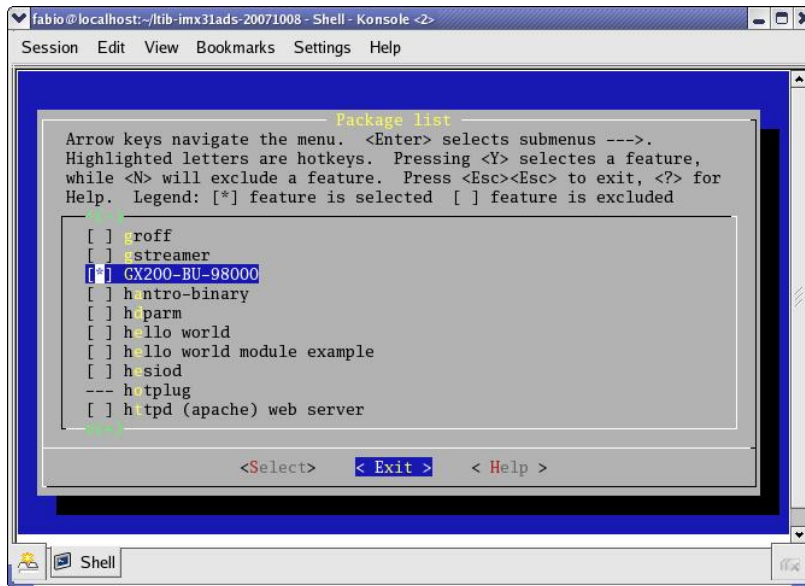 fabio@localhost:~/ltib-imx31ads-20071008 - Shell - Konsole <2>
Session Edit View Bookmarks Settings Help
Package list
Arrow keys navigate the menu. <Enter> selects submenus --->.
Highlighted letters are hotkeys. Pressing <Y> selectes a feature,
while <N> will exclude a feature. Press <Esc><Esc> to exit, <?> for
Help. Legend: [*] feature is selected [ ] feature is excluded
[ ] groff
[ ] gstreamer
[*] GX200-BU-98000
[ ] hantro-binary
[ ] hdparm
[ ] hello world
[ ] hello world module example
[ ] hesiod
--- hotplug
[ ] httpd (apache) web server
<Select> < Exit > < Help >
Shell